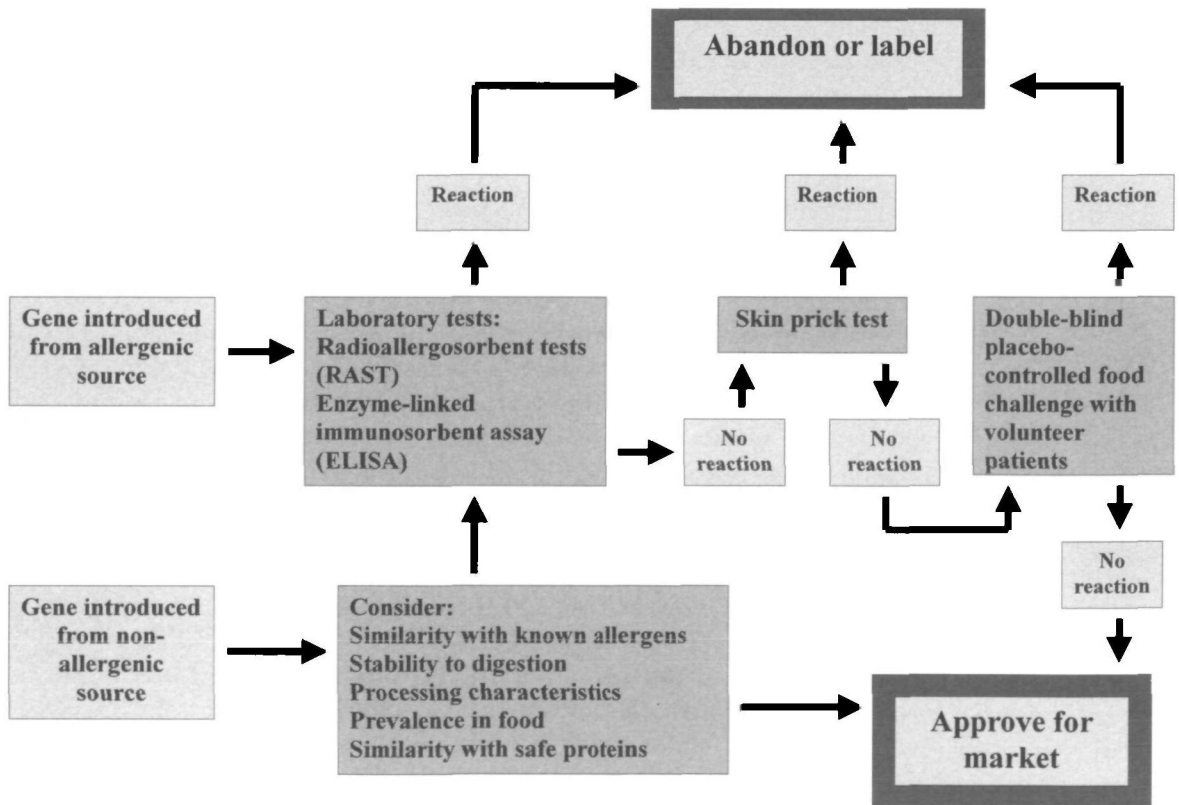 Abandon or label
Reaction
Reaction
Reaction
Gene introduced
from allergenic
source
Laboratory tests:
Radioallergosorbent tests
(RAST)
Enzyme-linked
immunosorbent assay
(ELISA)
Skin prick test
Double-blind
placebo-
controlled food
challenge with
volunteer
patients
No
reaction
No
reaction
No
reaction
Gene introduced
from non-
allergenic
source
Consider:
Similarity with known allergens
Stability to digestion
Processing characteristics
Prevalence in food
Similarity with safe proteins
Approve for
market